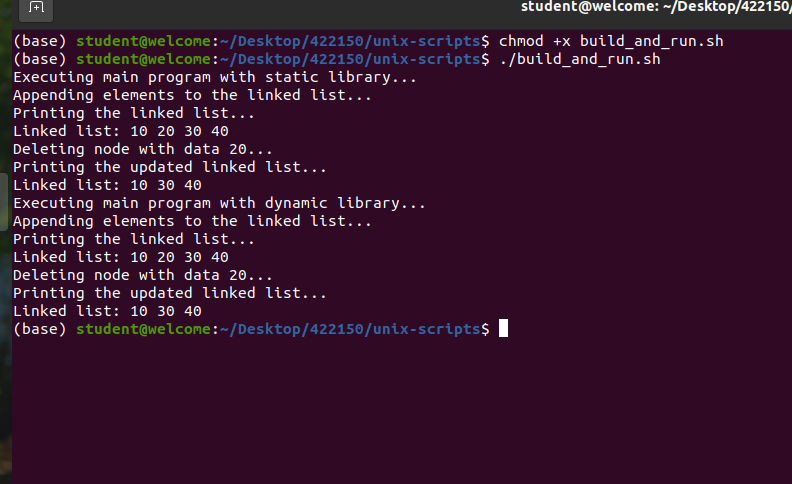 student@welcome: ~/Desktop/422150/
(base) student@welcome:~/Desktop/422150/unix-scripts$ chmod +x build_and_run.sh
(base) student@welcome:~/Desktop/422150/unix-scripts$ ./build_and_run.sh
Executing main program with static library...
Appending elements to the linked list...
Printing the linked list...
Linked list: 10 20 30 40
Deleting node with data 20...
Printing the updated linked list...
Linked list: 10 30 40
Executing main program with dynamic library...
Appending elements to the linked list...
Printing the linked list...
Linked list: 10 20 30 40
Deleting node with data 20...
Printing the updated linked list...
Linked list: 10 30 40
(base) student@welcome:~/Desktop/422150/unix-scripts$